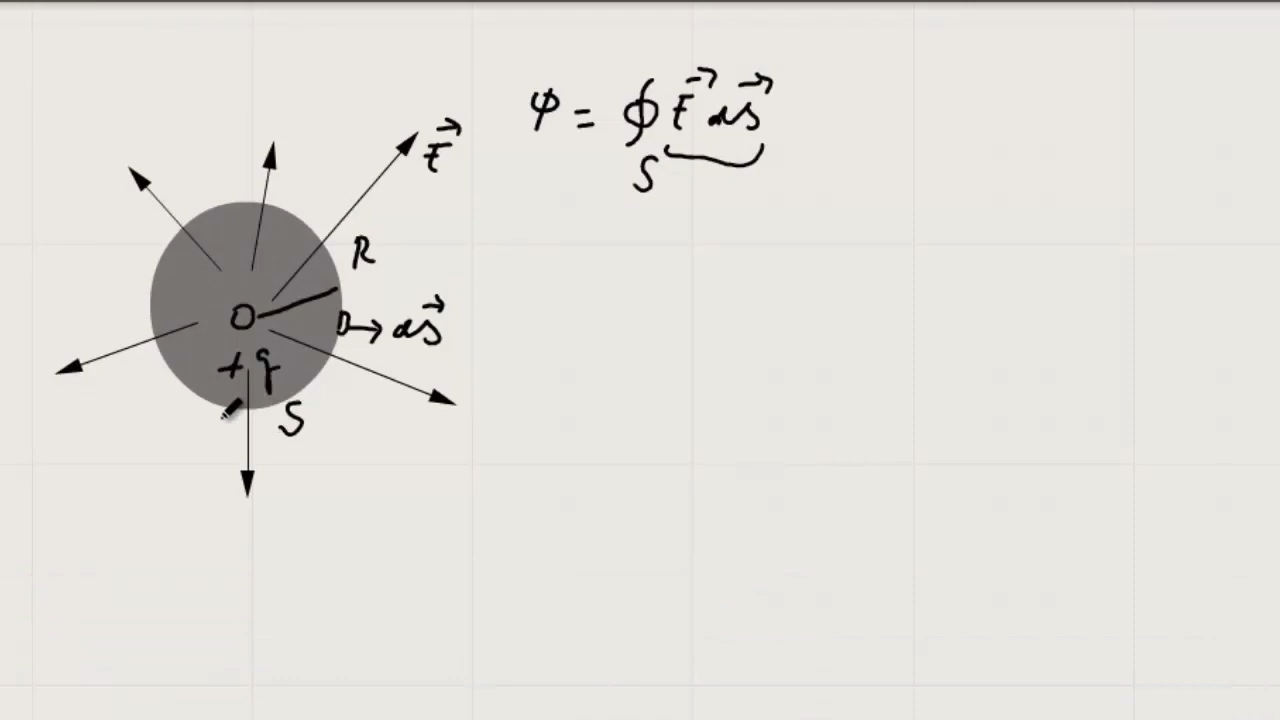 ψ = ∮ E⃗ dS⃗
S
E⃗
R
O
dS⃗
+q
S